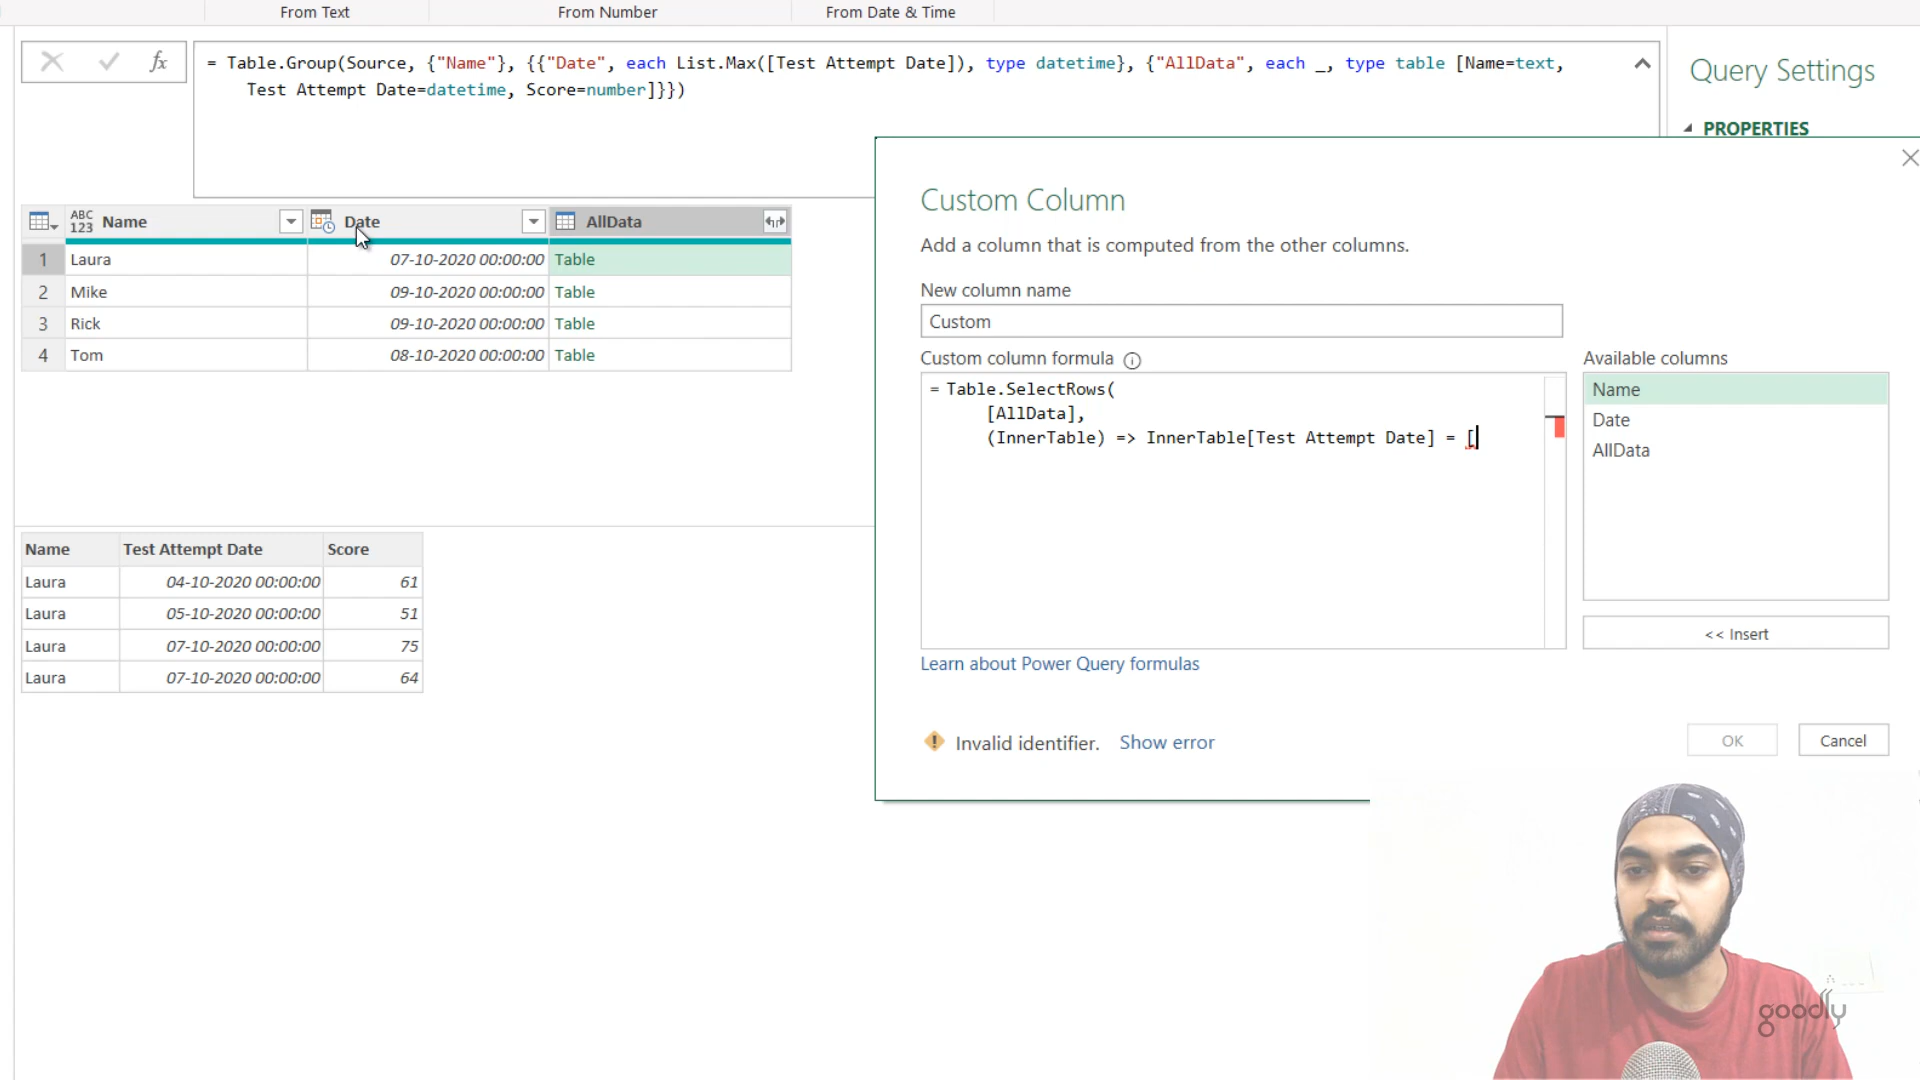 From Text
From Number
From Date & Time
fx
= Table.Group(Source, {"Name"}, {{"Date", each List.Max([Test Attempt Date]), type datetime}, {"AllData", each _, type table [Name=text,
Test Attempt Date=datetime, Score=number]}})
Query Settings
PROPERTIES
ABC
123
Name
Date
AllData
1 Laura 07-10-2020 00:00:00 Table
2 Mike 09-10-2020 00:00:00 Table
3 Rick 09-10-2020 00:00:00 Table
4 Tom 08-10-2020 00:00:00 Table
Custom Column
Add a column that is computed from the other columns.
New column name
Custom
Custom column formula
= Table.SelectRows(
[AllData],
(InnerTable) => InnerTable[Test Attempt Date] = [
Available columns
Name
Date
AllData
<< Insert
Learn about Power Query formulas
Invalid identifier. Show error
OK
Cancel
Name Test Attempt Date Score
Laura 04-10-2020 00:00:00 61
Laura 05-10-2020 00:00:00 51
Laura 07-10-2020 00:00:00 75
Laura 07-10-2020 00:00:00 64
goodly